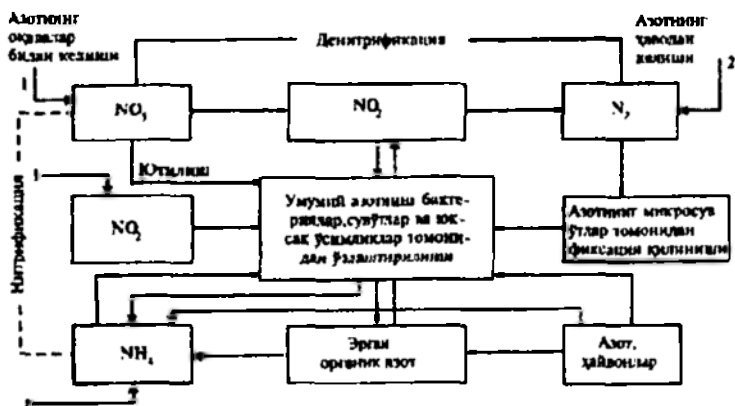 Азотнинг
оқавалар
билан келиши
Денитрификация
Азотнинг
ҳаводан
келиши
1
2
NO3
NO2
N2
Ютилиш
1
NO2
Умумий азотнинг бакте-
риялар, сувўтлар ва юк-
сак ўсимликлар томони-
дан ўзлаштирилиши
Азотнинг микросув
ўтлар томонидан
фиксация қилиниши
Нитрификация
NH4
Эрган
органик азот
Азот,
ҳайвонлар